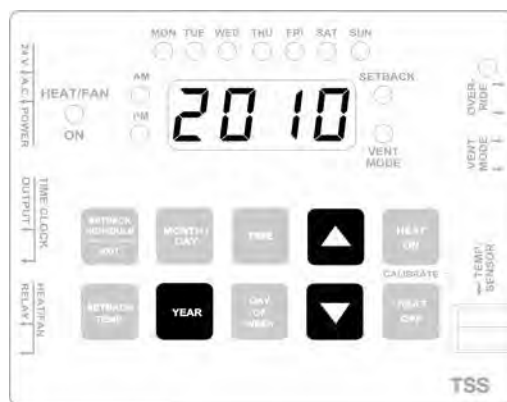 MON TUE WED THU FRI SAT SUN
24 V. A.C. POWER
HEAT/FAN
ON
AM
PM
2010
SETBACK
VENT
MODE
OVER-
RIDE
VENT
MODE
TIME CLOCK
OUTPUT
SETBACK
SCHEDULE
EXIT
MONTH/
DAY
TIME
HEAT
ON
CALIBRATE
TEMP.
SENSOR
HEAT/FAN
RELAY
SETBACK
TEMP
YEAR
DAY
OF
WEEK
HEAT
OFF
TSS